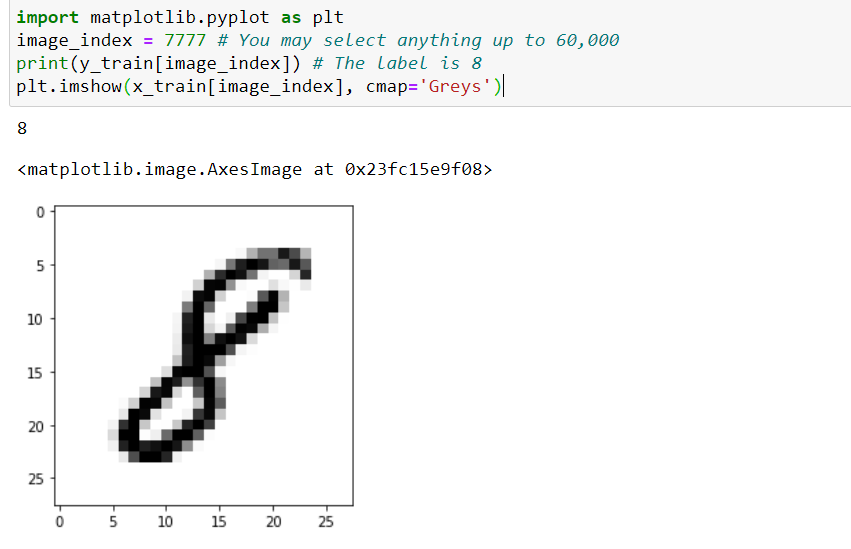 import matplotlib.pyplot as plt
image_index = 7777 # You may select anything up to 60,000
print(y_train[image_index]) # The label is 8
plt.imshow(x_train[image_index], cmap='Greys')
8
<matplotlib.image.AxesImage at 0x23fc15e9f08>
0
5
10
15
20
25
8
0 5 10 15 20 25